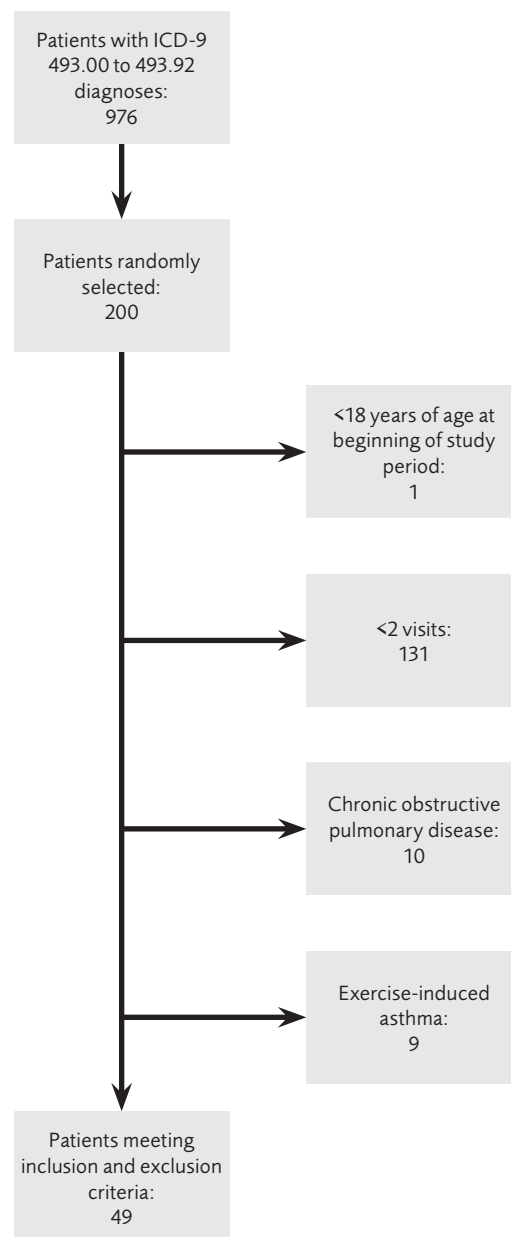 Patients with ICD-9
493.00 to 493.92
diagnoses:
976
Patients randomly
selected:
200
<18 years of age at
beginning of study
period:
1
<2 visits:
131
Chronic obstructive
pulmonary disease:
10
Exercise-induced
asthma:
9
Patients meeting
inclusion and exclusion
criteria:
49